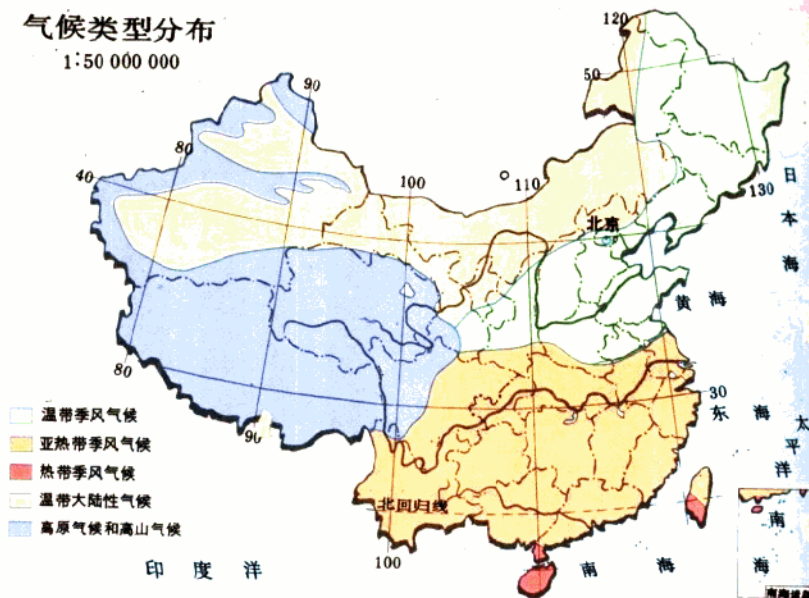 气候类型分布
1:50 000 000
120
50
90
80
40
100
110
130
日本海
北京
黄海
80
30
东海
太平洋
90
温带季风气候
亚热带季风气候
热带季风气候
温带大陆性气候
高原气候和高山气候
北回归线
100
印度洋
南海
南海